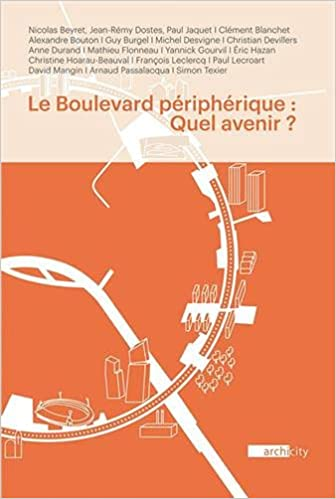 Nicolas Beyret, Jean-Rémy Dostes, Paul Jaquet I Clément Blanchet
Alexandre Bouton I Guy Burgel I Michel Desvigne I Christian Devillers
Anne Durand I Mathieu Flonneau I Yannick Gourvil I Éric Hazan
Christine Hoarau-Beauval I François Leclercq I Paul Lecroart
David Mangin I Arnaud Passalacqua I Simon Texier
Le Boulevard périphérique :
Quel avenir ?
archicity